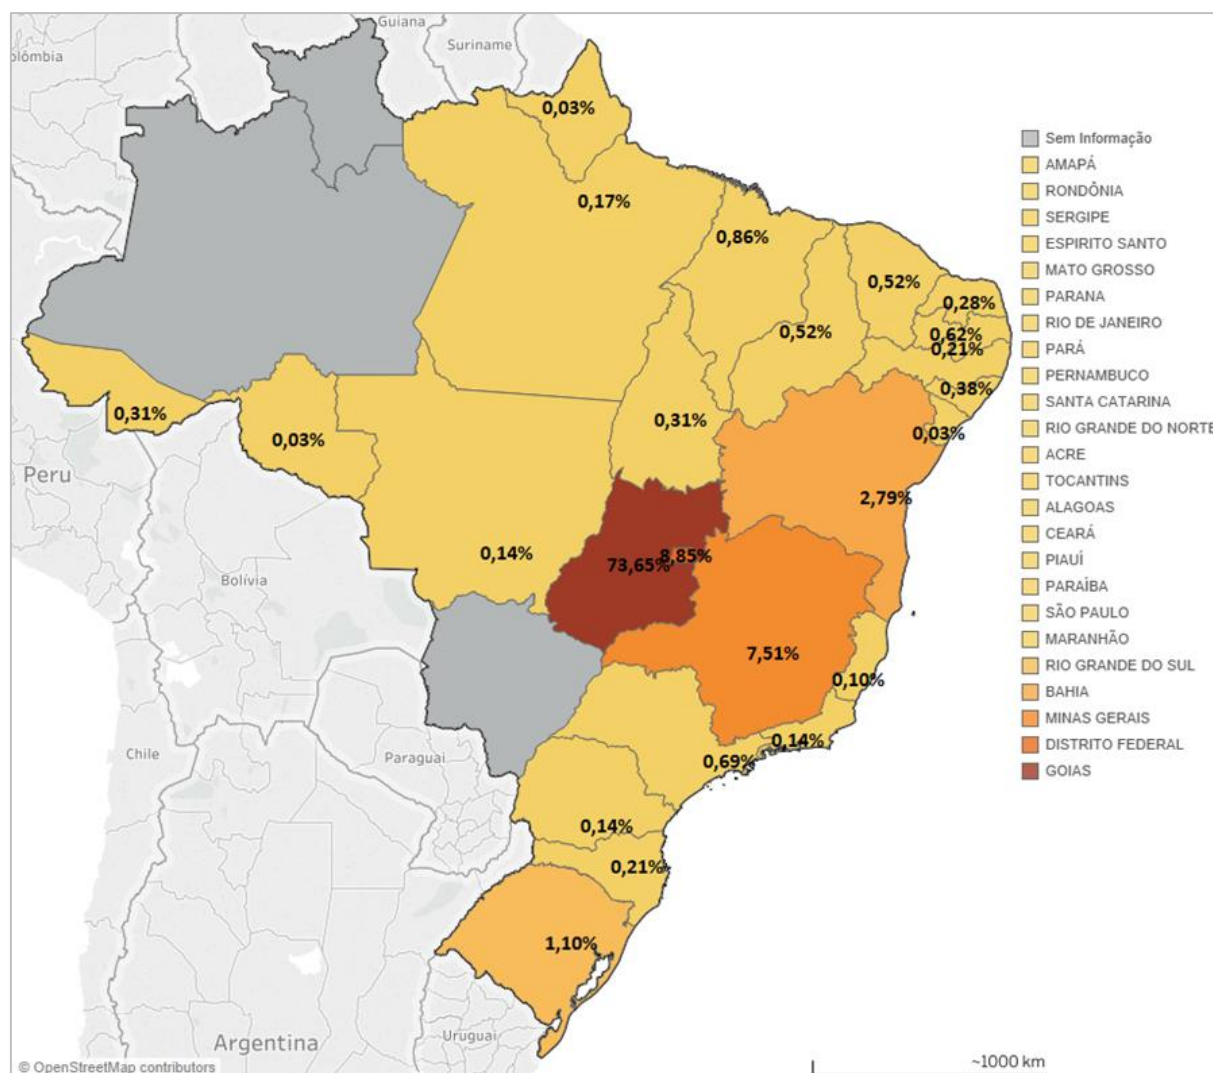 Guiana
olômbia
Suriname
0,03%
0,17%
0,86%
0,52%
0,28%
0,52%
0,62%
0,21%
0,38%
0,31%
0,31%
0,03%
0,03%
Peru
2,79%
0,14%
8,85%
73,65%
Bolívia
7,51%
0,10%
0,14%
Chile
Paraguai
0,69%
0,14%
0,21%
1,10%
Argentina
Uruguai
© OpenStreetMap contributors
~1000 km
Sem Informação
AMAPÁ
RONDÔNIA
SERGIPE
ESPIRITO SANTO
MATO GROSSO
PARANA
RIO DE JANEIRO
PARÁ
PERNAMBUCO
SANTA CATARINA
RIO GRANDE DO NORTE
ACRE
TOCANTINS
ALAGOAS
CEARÁ
PIAUÍ
PARAÍBA
SÃO PAULO
MARANHÃO
RIO GRANDE DO SUL
BAHIA
MINAS GERAIS
DISTRITO FEDERAL
GOIAS